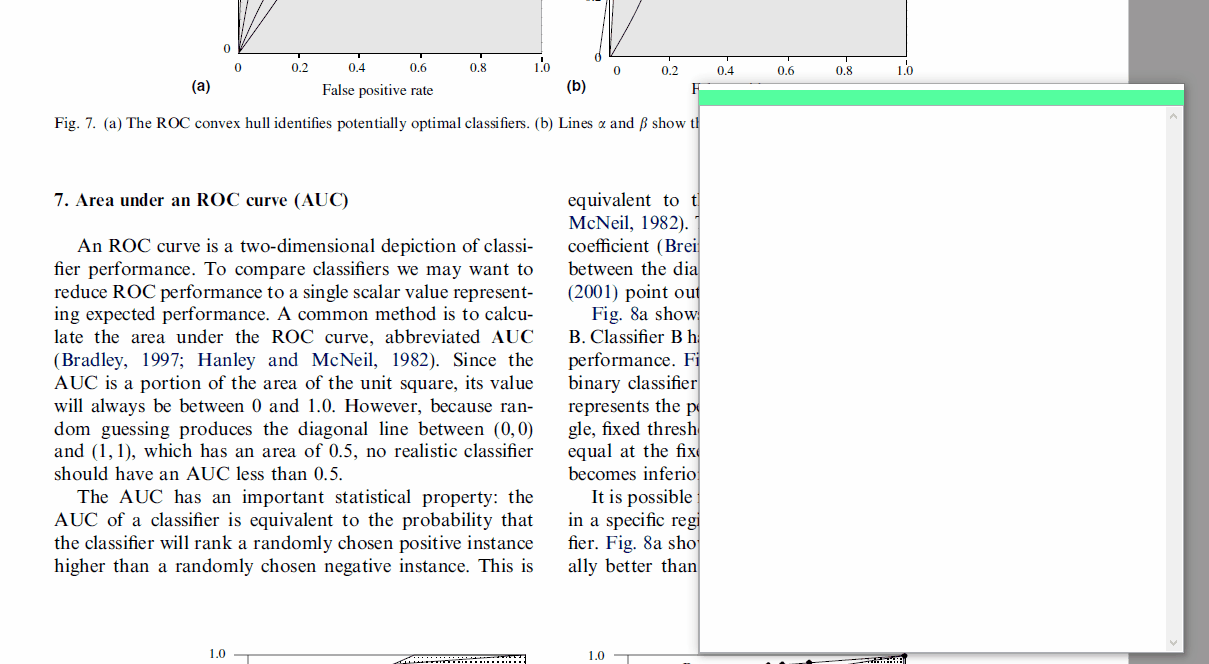 0
0 0.2 0.4 0.6 0.8 1.0
(a)
False positive rate
0
0 0.2 0.4 0.6 0.8 1.0
(b)
Fig. 7. (a) The ROC convex hull identifies potentially optimal classifiers. (b) Lines α and β show
7. Area under an ROC curve (AUC)
An ROC curve is a two-dimensional depiction of classi-
fier performance. To compare classifiers we may want to
reduce ROC performance to a single scalar value represent-
ing expected performance. A common method is to calcu-
late the area under the ROC curve, abbreviated AUC
(Bradley, 1997; Hanley and McNeil, 1982). Since the
AUC is a portion of the area of the unit square, its value
will always be between 0 and 1.0. However, because ran-
dom guessing produces the diagonal line between (0, 0)
and (1, 1), which has an area of 0.5, no realistic classifier
should have an AUC less than 0.5.
The AUC has an important statistical property: the
AUC of a classifier is equivalent to the probability that
the classifier will rank a randomly chosen positive instance
higher than a randomly chosen negative instance. This is
equivalent to
McNeil, 1982).
coefficient (Brei
between the dia
(2001) point out
Fig. 8a show
B. Classifier B
performance.
binary classifier
represents the
gle, fixed thresh
equal at the
becomes inferio
It is possible
in a specific regi
fier. Fig. 8a sho
ally better than
1.0
1.0